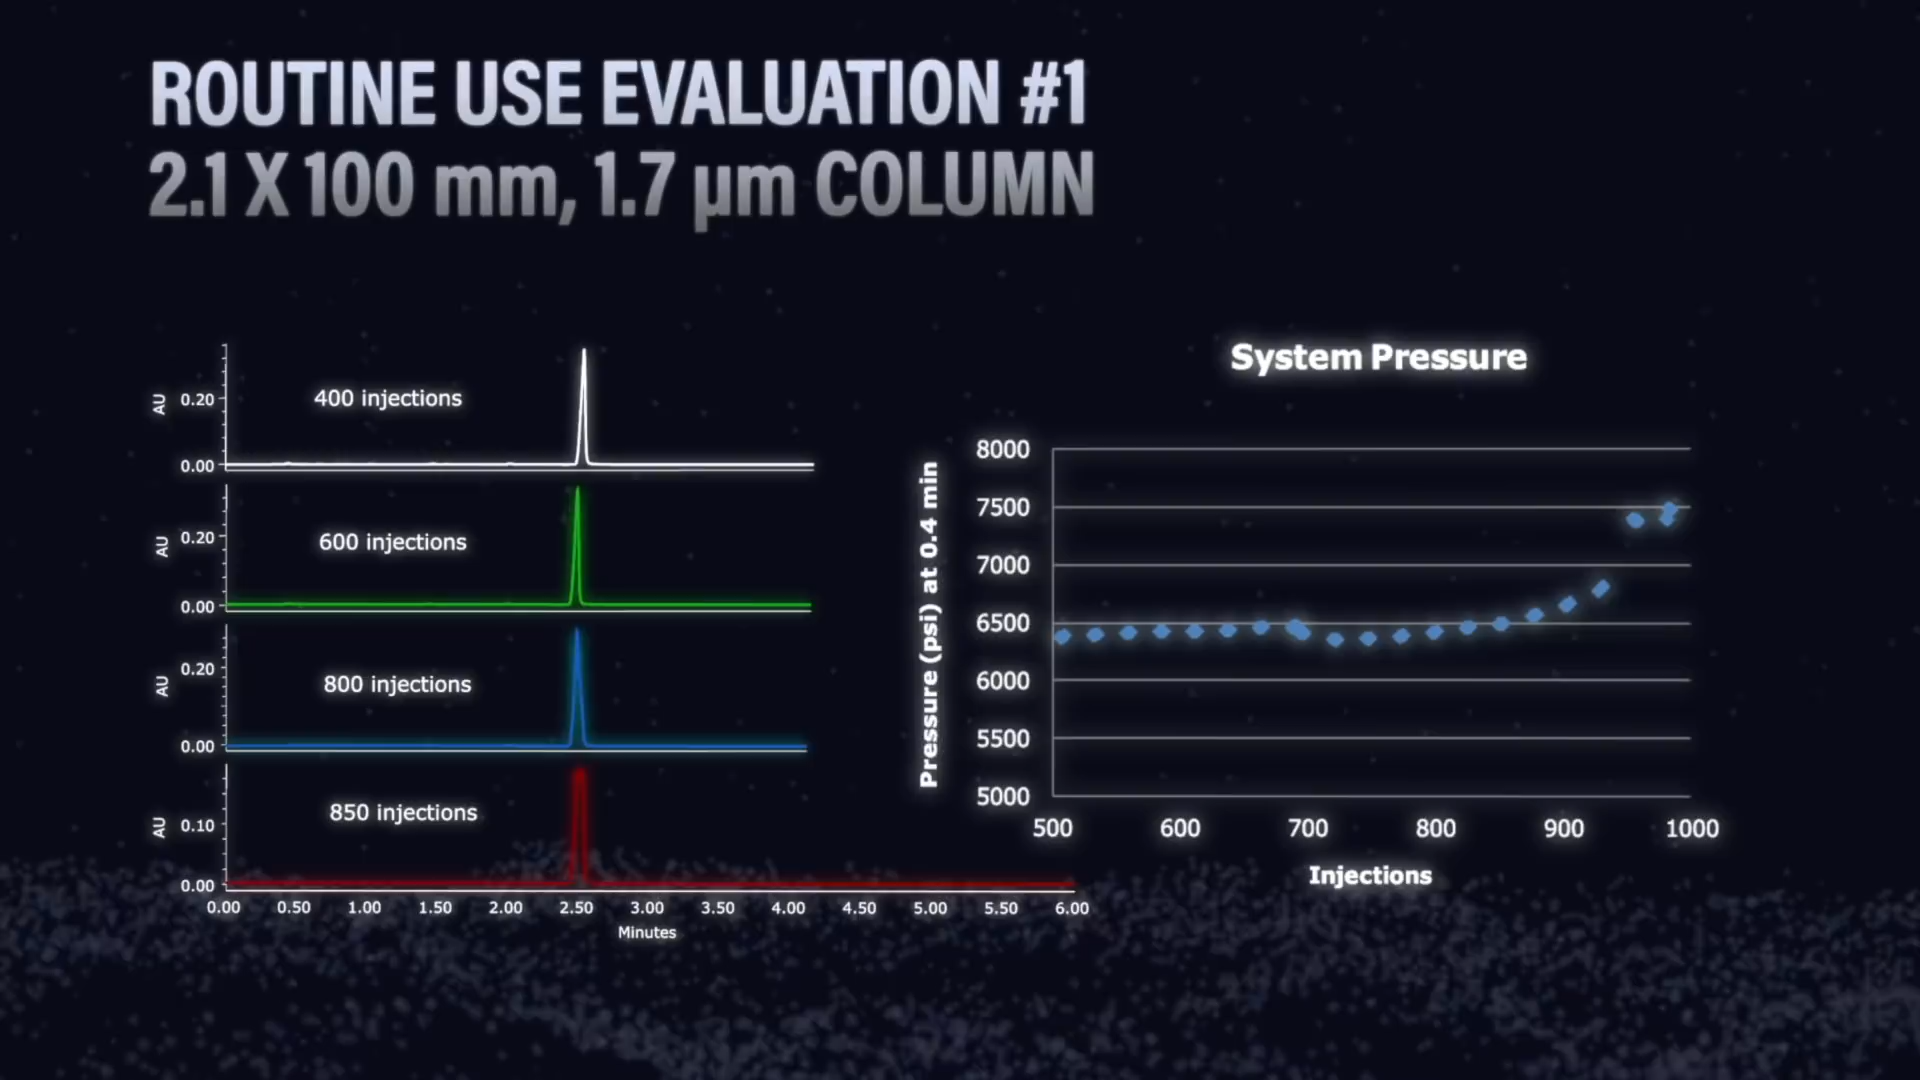 ROUTINE USE EVALUATION #1
2.1 X 100 mm, 1.7 µm COLUMN
AU
0.20
400 injections
0.00
AU
0.20
600 injections
0.00
AU
0.20
800 injections
0.00
AU
0.10
850 injections
0.00
0.00 0.50 1.00 1.50 2.00 2.50 3.00 3.50 4.00 4.50 5.00 5.50 6.00
Minutes
System Pressure
Pressure (psi) at 0.4 min
8000
7500
7000
6500
6000
5500
5000
500 600 700 800 900 1000
Injections